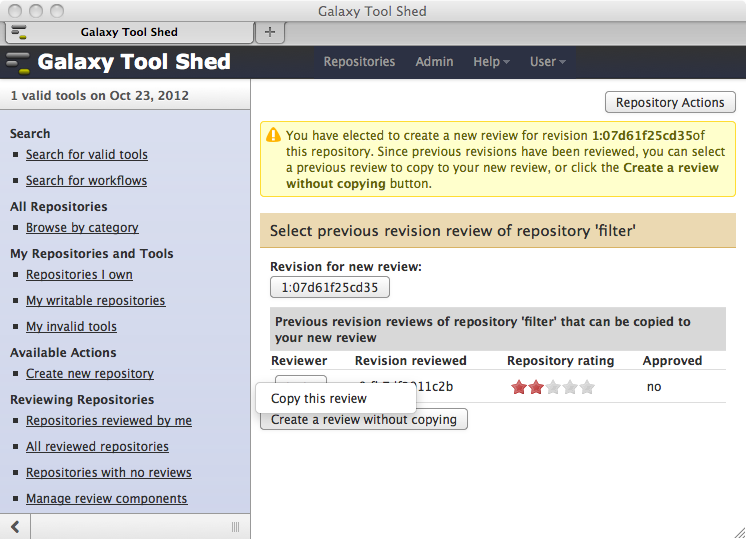 Galaxy Tool Shed
Galaxy Tool Shed
Galaxy Tool Shed
Repositories Admin Help User
1 valid tools on Oct 23, 2012
Search
Search for valid tools
Search for workflows
All Repositories
Browse by category
My Repositories and Tools
Repositories I own
My writable repositories
My invalid tools
Available Actions
Create new repository
Reviewing Repositories
Repositories reviewed by me
All reviewed repositories
Repositories with no reviews
Manage review components
Repository Actions
You have elected to create a new review for revision 1:07d61f25cd35of
this repository. Since previous revisions have been reviewed, you can select
a previous review to copy to your new review, or click the Create a review
without copying button.
Select previous revision review of repository 'filter'
Revision for new review:
1:07d61f25cd35
Previous revision reviews of repository 'filter' that can be copied to
your new review
Reviewer Revision reviewed Repository rating Approved
no
Copy this review
Create a review without copying